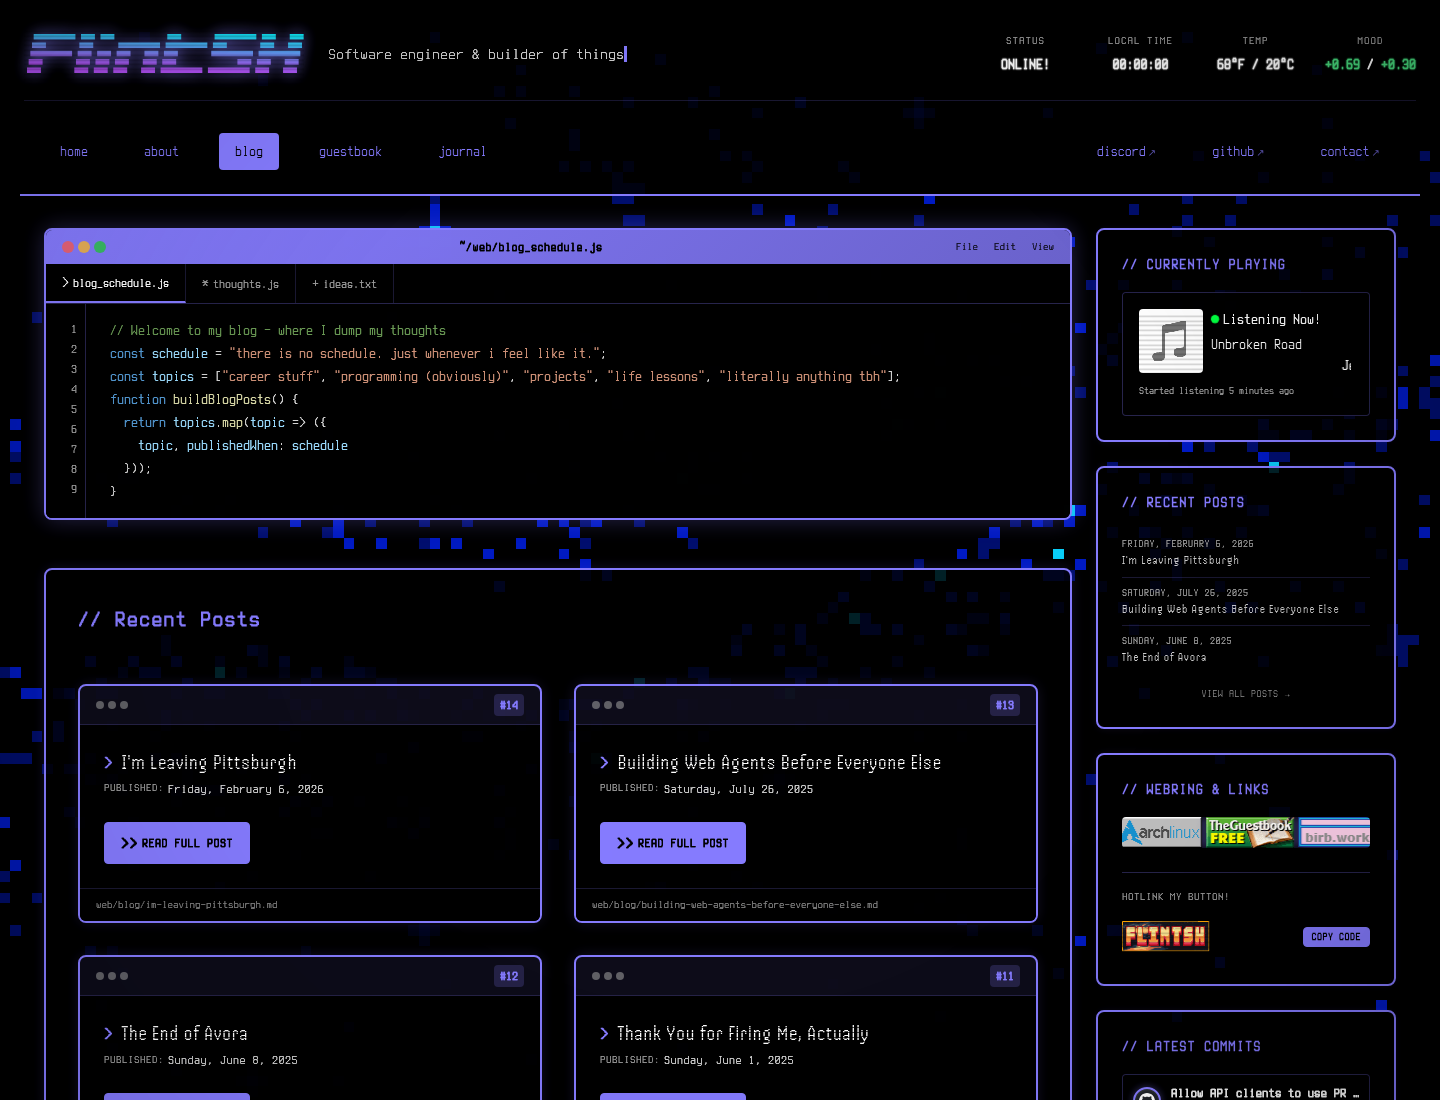 FlintSH
Software engineer & builder of things
STATUS
ONLINE!
LOCAL TIME
00:00:00
TEMP
68°F / 20°C
MOOD
+0.69 / +0.30
home
about
blog
guestbook
journal
discord↗
github↗
contact↗
~/web/blog_schedule.js
File Edit View
blog_schedule.js
* thoughts.js
+ ideas.txt
1 // Welcome to my blog - where I dump my thoughts
2 const schedule = "there is no schedule. just whenever i feel like it.";
3 const topics = ["career stuff", "programming (obviously)", "projects", "life lessons", "literally anything tbh"];
4 function buildBlogPosts() {
5 return topics.map(topic => ({
6 topic, publishedWhen: schedule
7 }));
8 }
9
// Recent Posts
#14
> I'm Leaving Pittsburgh
PUBLISHED: Friday, February 6, 2026
>> READ FULL POST
web/blog/im-leaving-pittsburgh.md
#13
> Building Web Agents Before Everyone Else
PUBLISHED: Saturday, July 26, 2025
>> READ FULL POST
web/blog/building-web-agents-before-everyone-else.md
#12
> The End of Avora
PUBLISHED: Sunday, June 8, 2025
#11
> Thank You for Firing Me, Actually
PUBLISHED: Sunday, June 1, 2025
// CURRENTLY PLAYING
Listening Now!
Unbroken Road
Started listening 5 minutes ago
// RECENT POSTS
FRIDAY, FEBRUARY 6, 2026
I'm Leaving Pittsburgh
SATURDAY, JULY 26, 2025
Building Web Agents Before Everyone Else
SUNDAY, JUNE 8, 2025
The End of Avora
VIEW ALL POSTS →
// WEBRING & LINKS
archlinux
TheGuestbook
FREE
birb.work
HOTLINK MY BUTTON!
FLINTSH
COPY CODE
// LATEST COMMITS
Allow API clients to use PR …